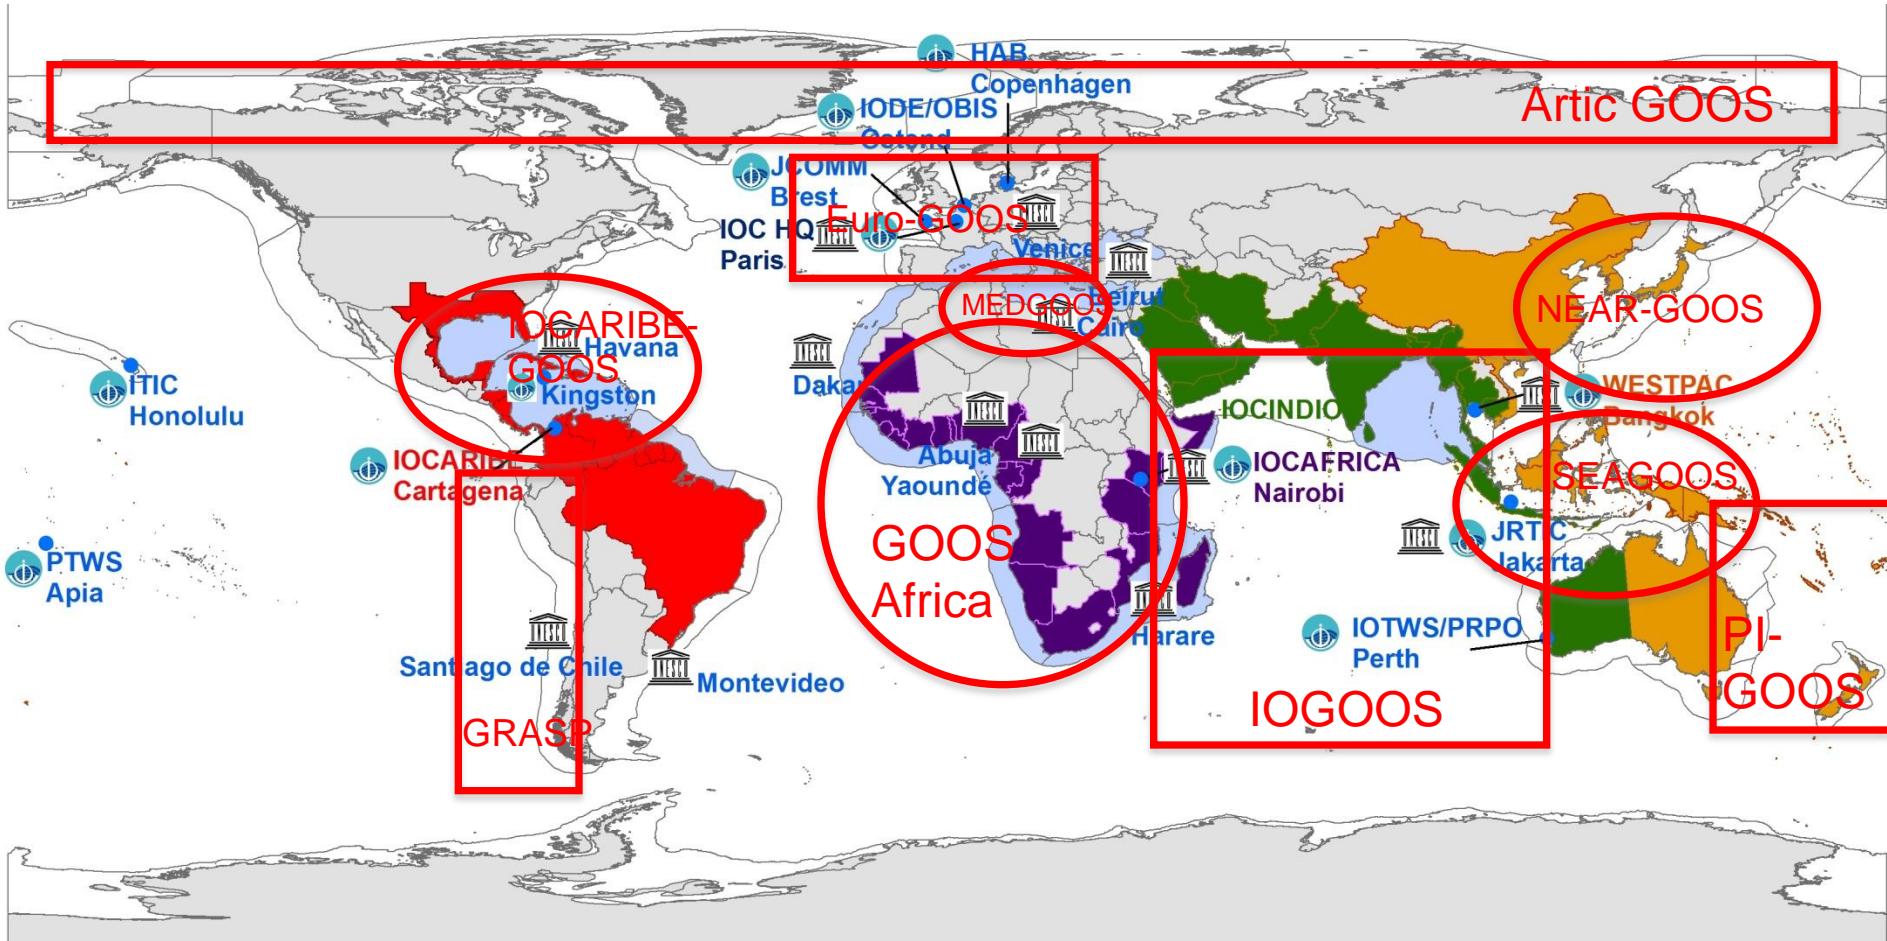 HAB
Copenhagen
Artic GOOS
IODE/OBIS
Ostend
JCOMM
Brest
Euro-GOOS
IOC HQ
Paris
Venice
MEDGOOS
Beirut
Cairo
NEAR-GOOS
IOCARIBE-
GOOS
Havana
Kingston
ITIC
Honolulu
Dakar
IOCINDIO
WESTPAC
Bangkok
IOCARIBE
Cartagena
Abuja
Yaoundé
IOCAFRICA
Nairobi
SEAGOOS
JRTIC
Jakarta
PTWS
Apia
GOOS
Africa
Harare
IOTWS/PRPO
Perth
PI-
GOOS
Santiago de Chile
Montevideo
GRASP
IOGOOS